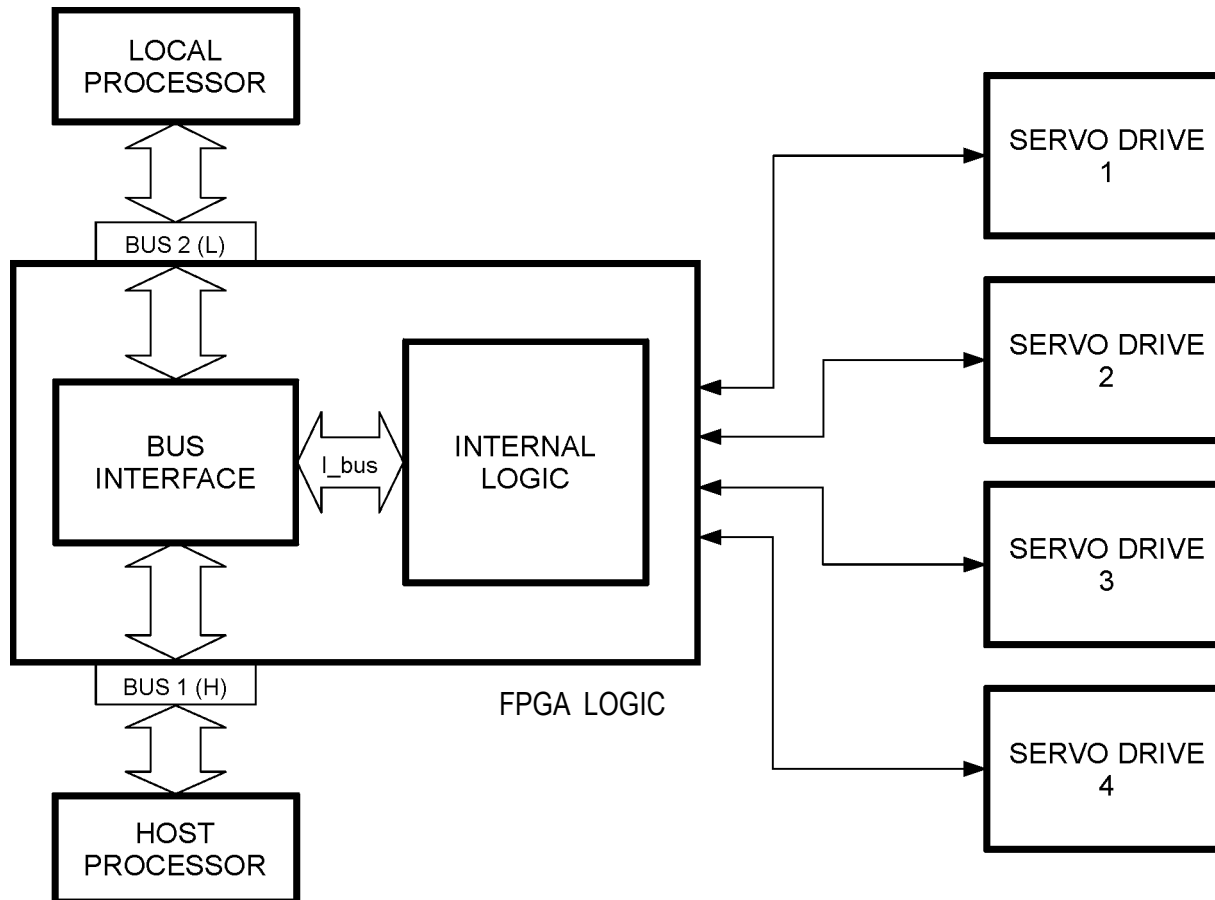 LOCAL
PROCESSOR
BUS 2 (L)
BUS
INTERFACE
I_bus
INTERNAL
LOGIC
BUS 1 (H)
FPGA LOGIC
HOST
PROCESSOR
SERVO DRIVE
1
SERVO DRIVE
2
SERVO DRIVE
3
SERVO DRIVE
4